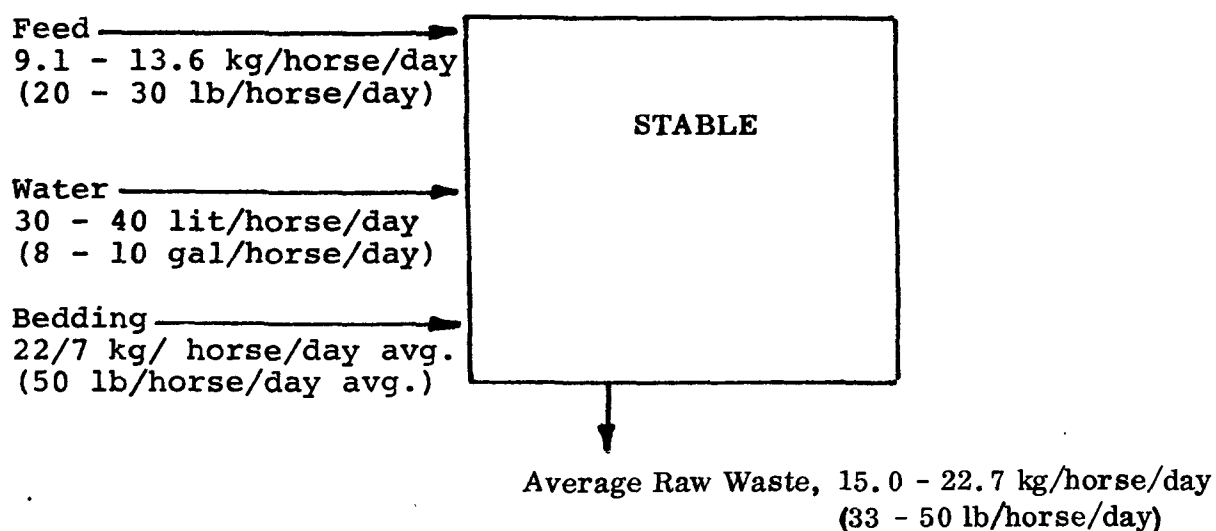 Feed
9.1 - 13.6 kg/horse/day
(20 - 30 lb/horse/day)
STABLE
Water
30 - 40 lit/horse/day
(8 - 10 gal/horse/day)
Bedding
22/7 kg/ horse/day avg.
(50 lb/horse/day avg.)
Average Raw Waste, 15.0 - 22.7 kg/horse/day
(33 - 50 lb/horse/day)